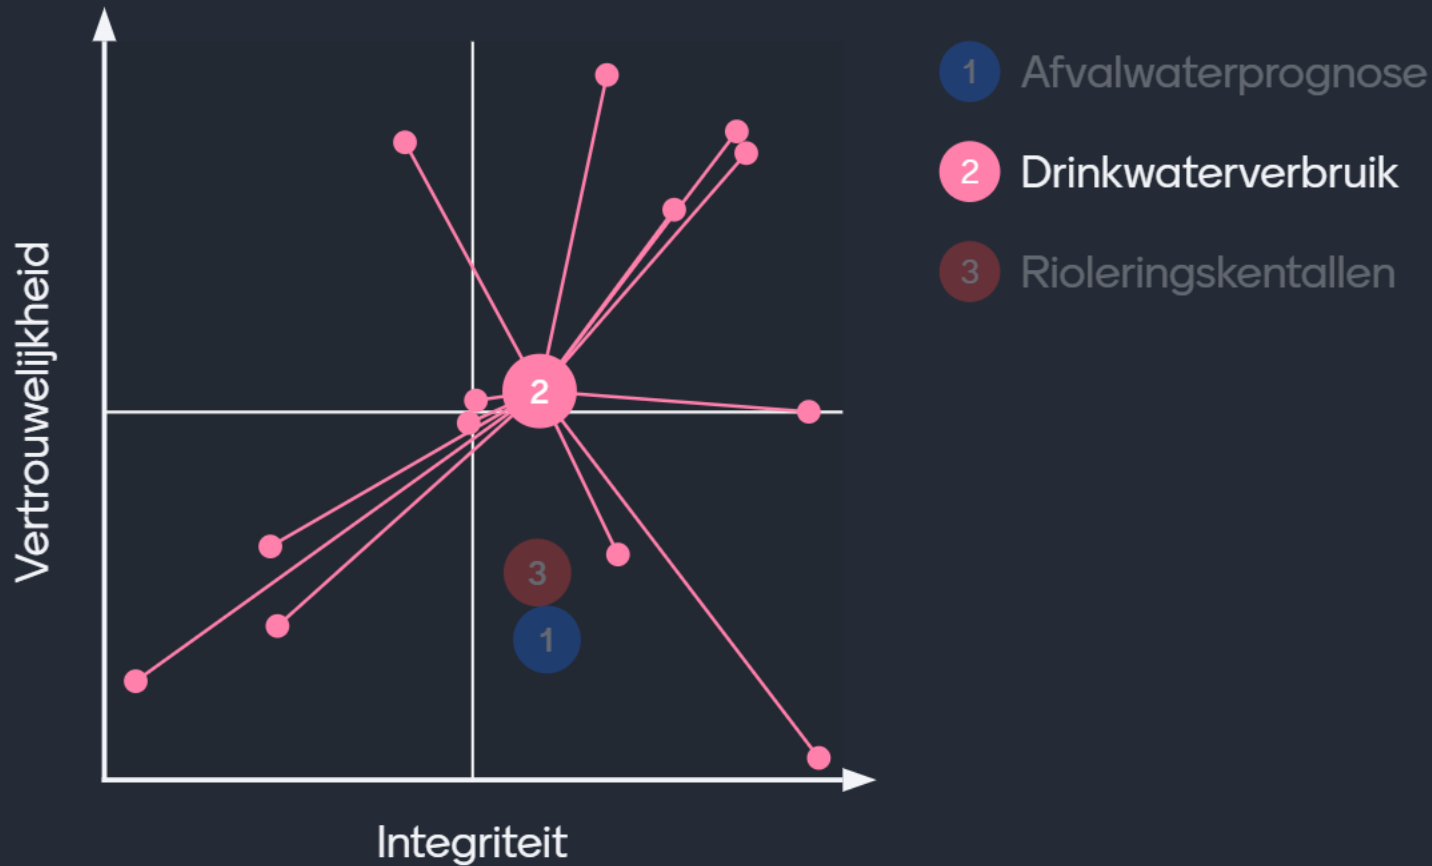 1 Afvalwaterprognose
2 Drinkwaterverbruik
3 Rioleringskentallen
Vertrouwelijkheid
2
3
1
Integriteit